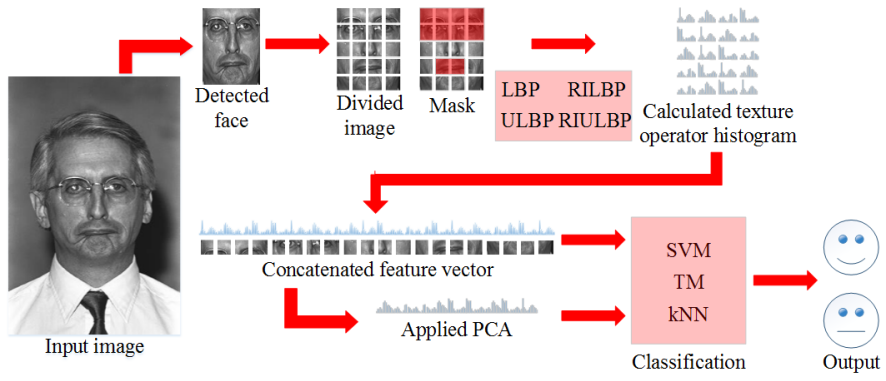 Detected
face
Divided
image
Mask
LBP RILBP
ULBP RIULBP
Calculated texture
operator histogram
Concatenated feature vector
Applied PCA
SVM
TM
kNN
Input image
Classification
Output